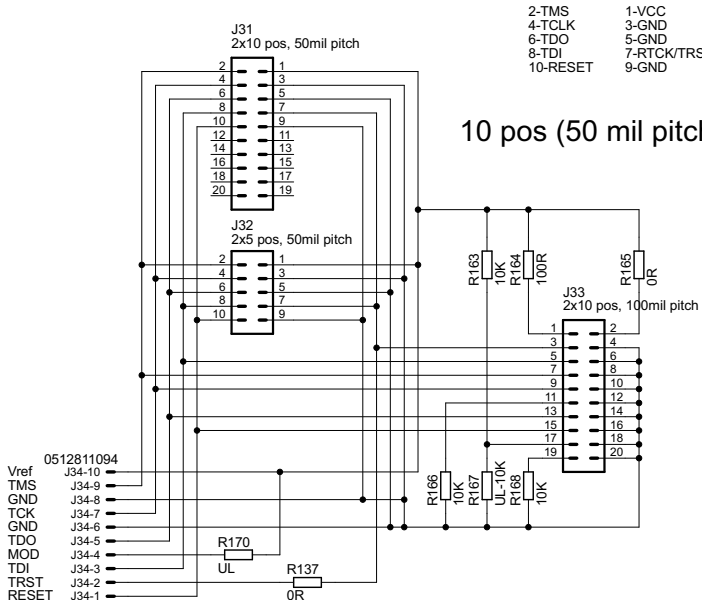 2-TMS 1-VCC
4-TCLK 3-GND
6-TDO 5-GND
8-TDI 7-RTCK/TRS
10-RESET 9-GND
10 pos (50 mil pitch
J31
2x10 pos, 50mil pitch
2 1
4 3
6 5
8 7
10 9
12 11
14 13
16 15
18 17
20 19
J32
2x5 pos, 50mil pitch
2 1
4 3
6 5
8 7
10 9
R163
10K
R164
100R
R165
0R
J33
2x10 pos, 100mil pitch
1 2
3 4
5 6
7 8
9 10
11 12
13 14
15 16
17 18
19 20
R166
10K
R167
UL-10K
R168
10K
0512811094
Vref J34-10
TMS J34-9
GND J34-8
TCK J34-7
GND J34-6
TDO J34-5
MOD J34-4
TDI J34-3
TRST J34-2
RESET J34-1
R170
UL
R137
0R